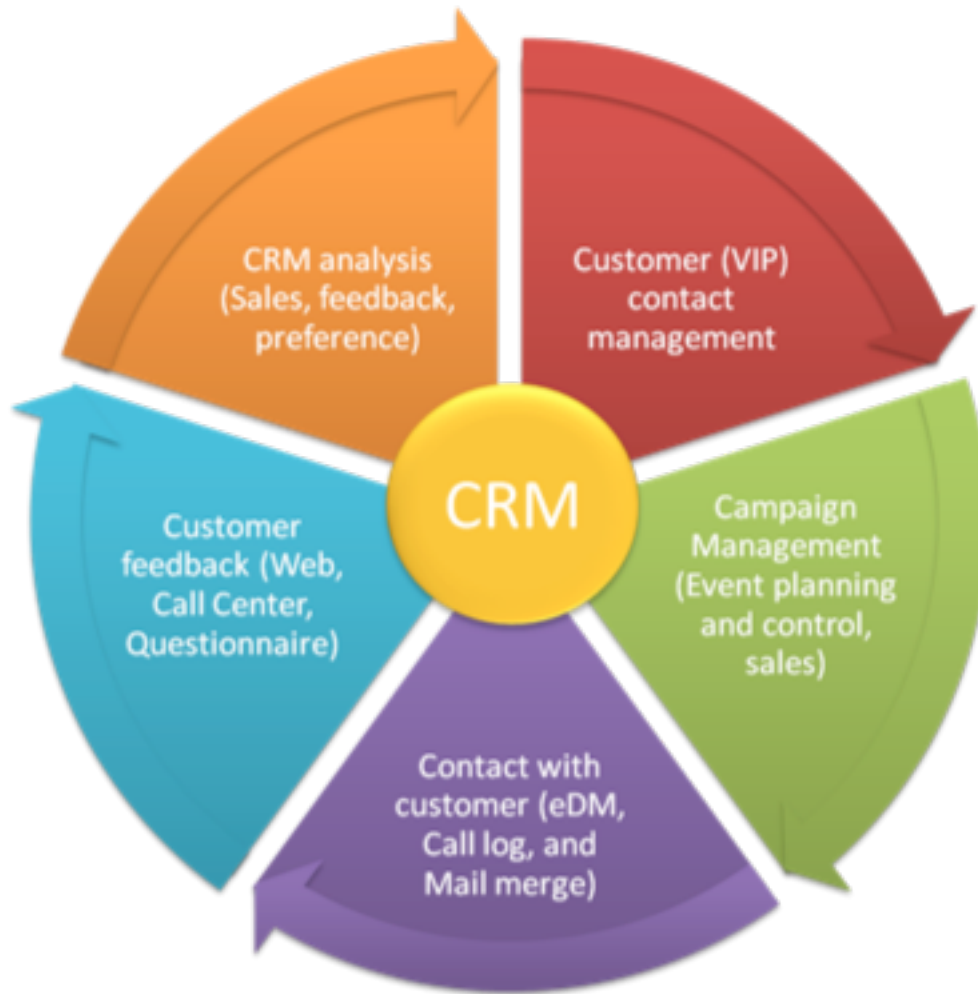 CRM analysis
(Sales, feedback,
preference)
Customer (VIP)
contact
management
CRM
Customer
feedback (Web,
Call Center,
Questionnaire)
Campaign
Management
(Event planning
and control,
sales)
Contact with
customer (eDM,
Call log, and
Mail merge)